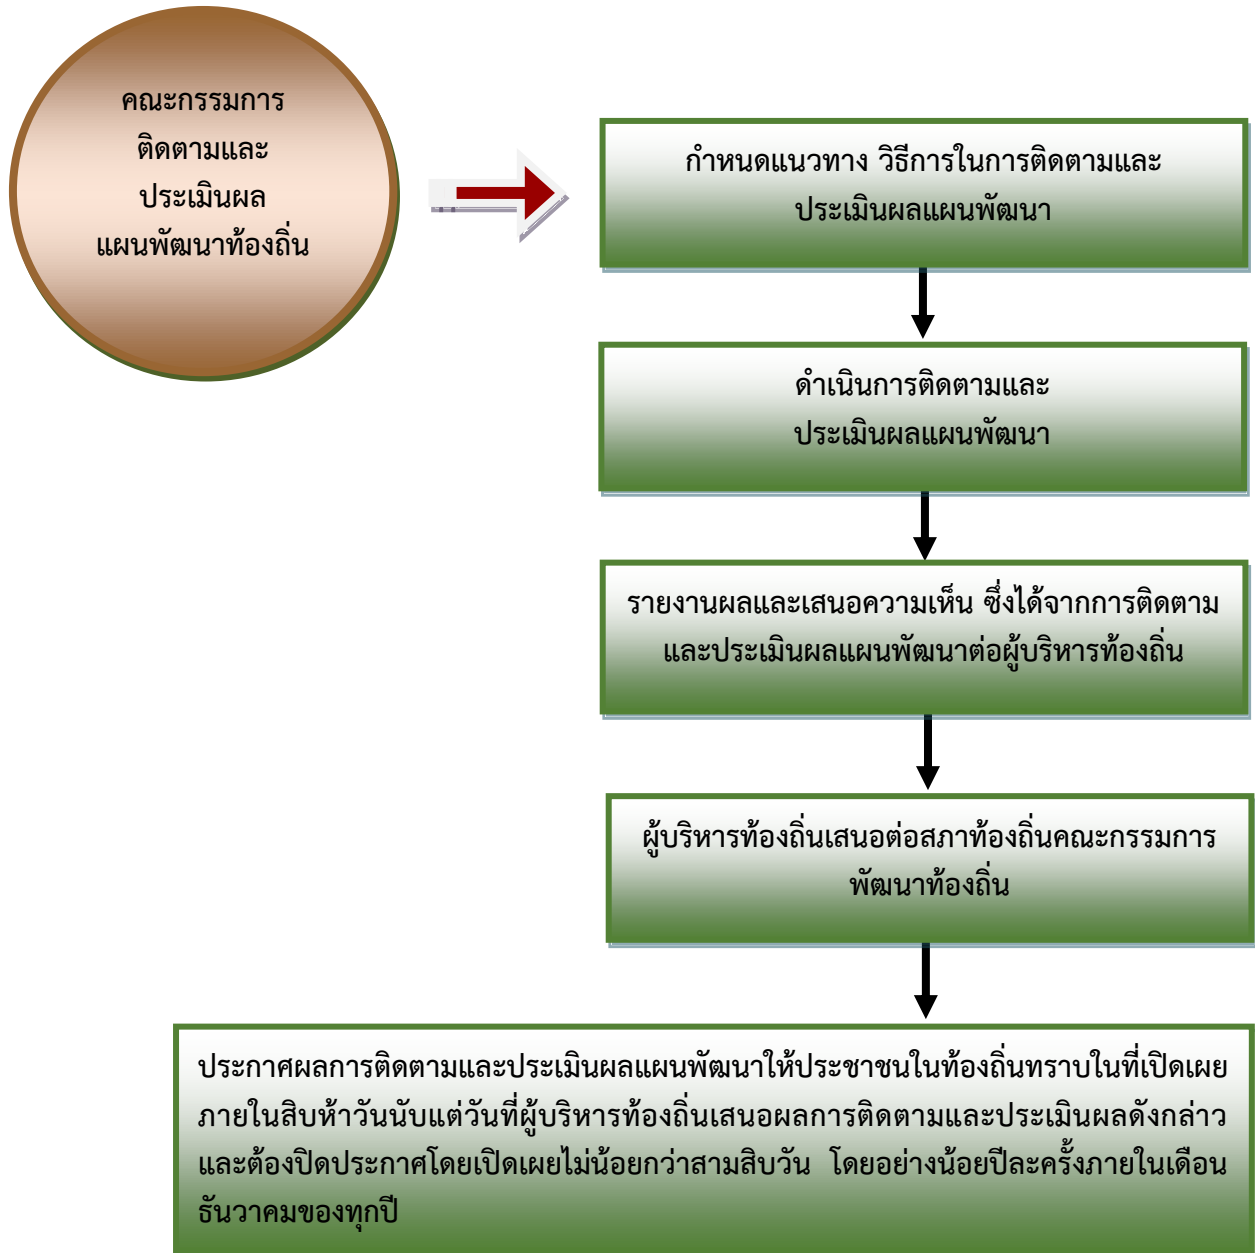 คณะกรรมการ
ติดตามและ
ประเมินผล
แผนพัฒนาท้องถิ่น
กำหนดแนวทาง วิธีการในการติดตามและ
ประเมินผลแผนพัฒนา
ดำเนินการติดตามและ
ประเมินผลแผนพัฒนา
รายงานผลและเสนอความเห็น ซึ่งได้จากการติดตาม
และประเมินผลแผนพัฒนาต่อผู้บริหารท้องถิ่น
ผู้บริหารท้องถิ่นเสนอต่อสภาท้องถิ่นคณะกรรมการ
พัฒนาท้องถิ่น
ประกาศผลการติดตามและประเมินผลแผนพัฒนาให้ประชาชนในท้องถิ่นทราบในที่เปิดเผย
ภายในสิบห้าวันนับแต่วันที่ผู้บริหารท้องถิ่นเสนอผลการติดตามและประเมินผลดังกล่าว
และต้องปิดประกาศโดยเปิดเผยไม่น้อยกว่าสามสิบวัน โดยอย่างน้อยปีละครั้งภายในเดือน
ธันวาคมของทุกปี